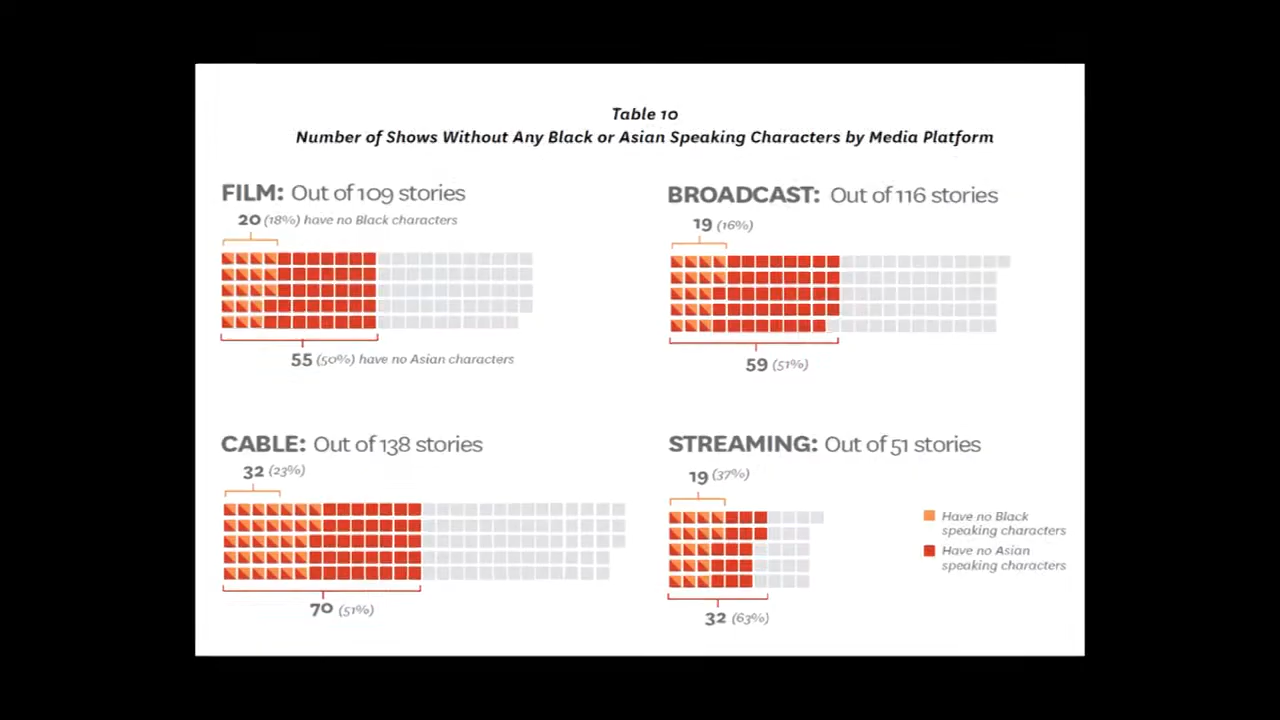 Table 10
Number of Shows Without Any Black or Asian Speaking Characters by Media Platform
FILM: Out of 109 stories
20 (18%) have no Black characters
55 (50%) have no Asian characters
BROADCAST: Out of 116 stories
19 (16%)
59 (51%)
CABLE: Out of 138 stories
32 (23%)
70 (51%)
STREAMING: Out of 51 stories
19 (37%)
32 (63%)
Have no Black
speaking characters
Have no Asian
speaking characters